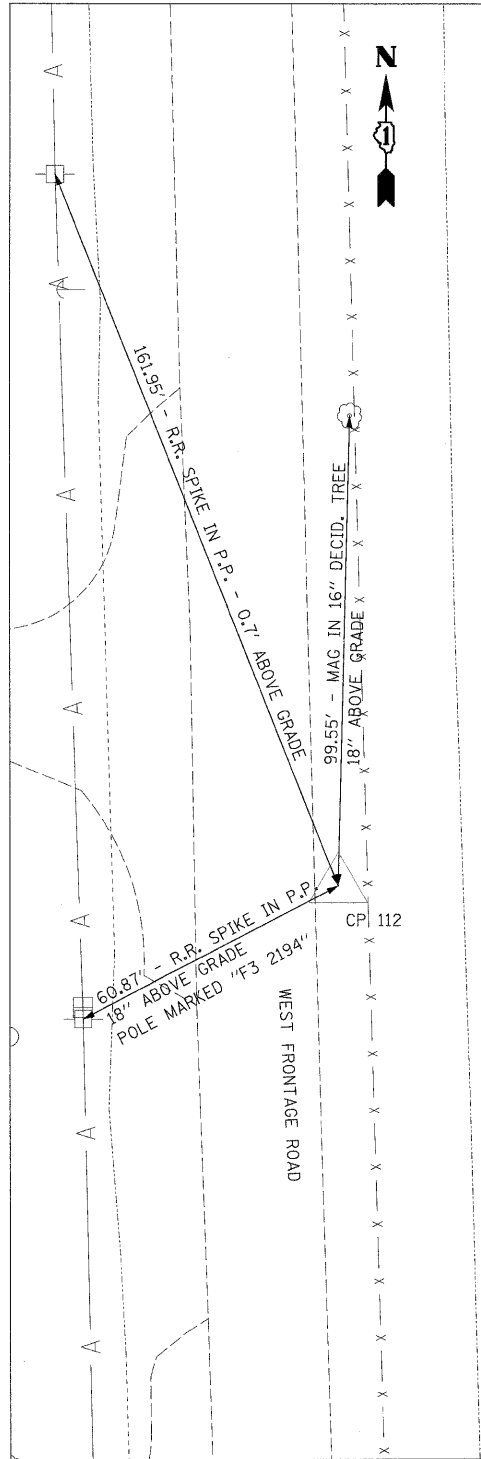 N
1
A
A
161.95' - R.R. SPIKE IN P.P. - 0.7' ABOVE GRADE
A
99.55' - MAG IN 16" DECID. TREE
18" ABOVE GRADE
A
CP 112
60.87' - R.R. SPIKE IN P.P.
18" ABOVE GRADE
POLE MARKED "F3 2194"
WEST FRONTAGE ROAD
A
A